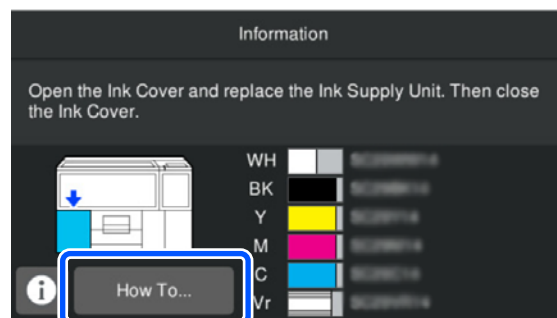 Information
Open the Ink Cover and replace the Ink Supply Unit. Then close
the Ink Cover.
WH
BK
Y
M
C
Vr
i
How To...